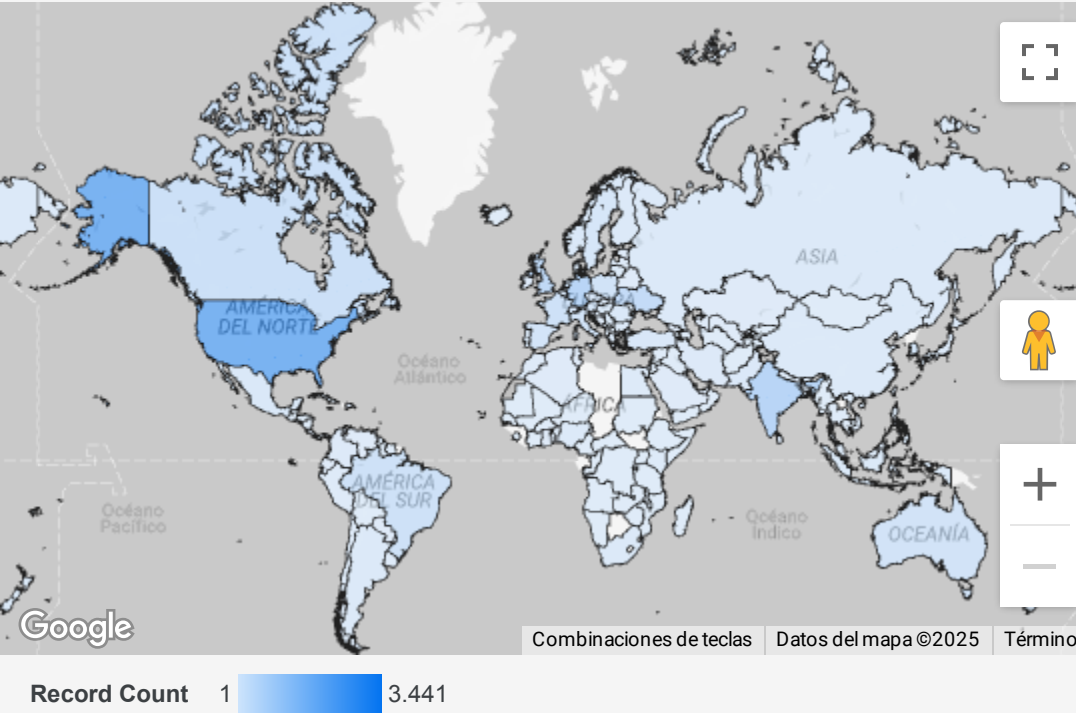 ASIA
AMÉRICA
DEL NORTE
Océano
Atlántico
ÁFRICA
AMÉRICA
DEL SUR
Océano
Pacífico
Océano
Índico
OCEANÍA
Google
Combinaciones de teclas
Datos del mapa ©2025
Término
Record Count 1 3.441